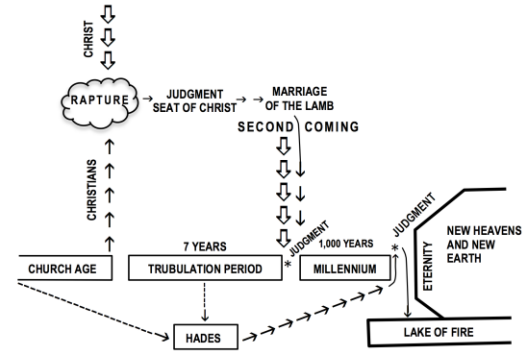 CHRIST
RAPTURE
JUDGMENT
SEAT OF CHRIST
MARRIAGE
OF THE LAMB
SECOND COMING
CHRISTIANS
7 YEARS
JUDGMENT
1,000 YEARS
JUDGMENT
CHURCH AGE
TRUBULATION PERIOD
*
MILLENNIUM
*
ETERNITY
NEW HEAVENS
AND NEW
EARTH
HADES
LAKE OF FIRE